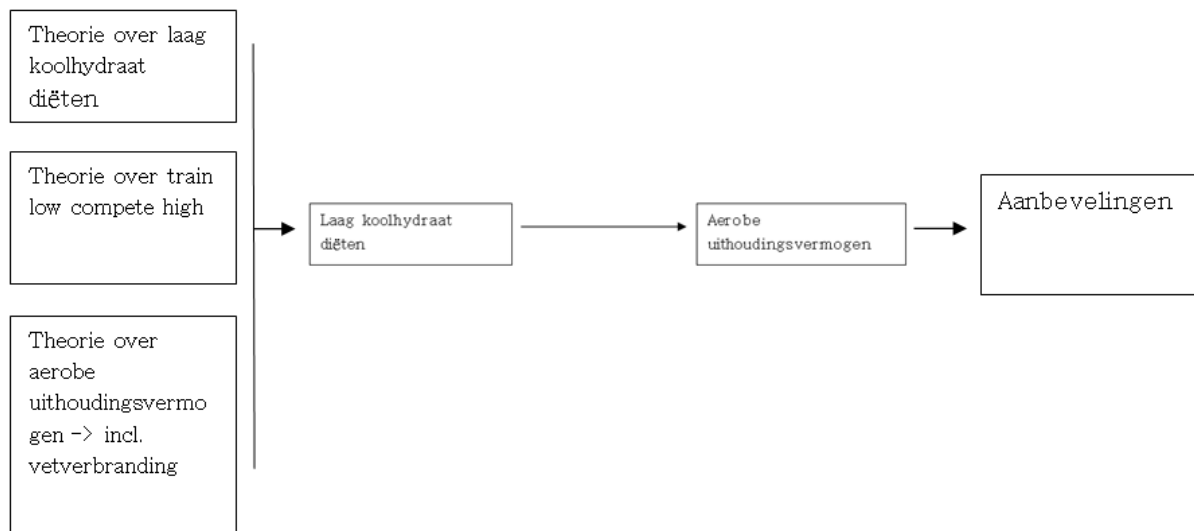 Theorie over laag
koolhydraat
diëten
Theorie over train
low compete high
Theorie over
aerobe
uithoudingsvermo
gen -> incl.
vetverbranding
Laag koolhydraat
diëten
Aerobe
uithoudingsvermogen
Aanbevelingen